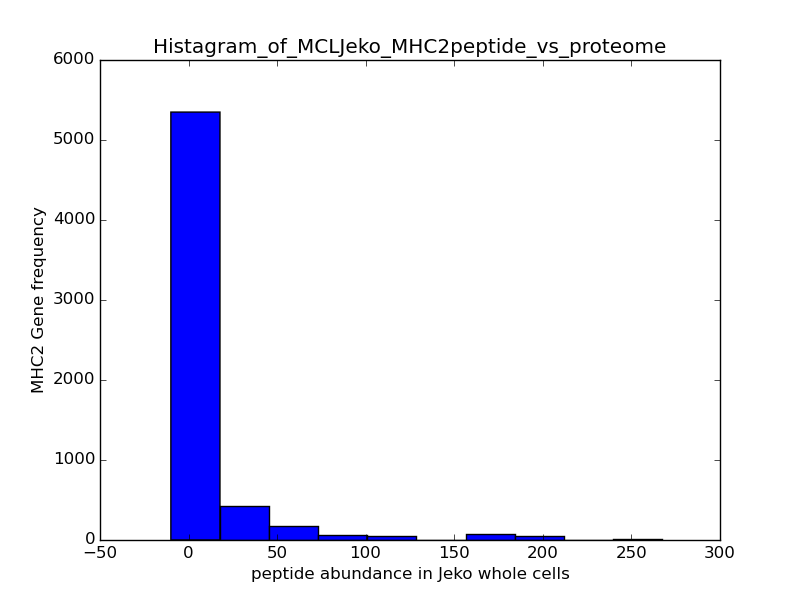 Histagram_of_MCLJeko_MHC2peptide_vs_proteome
6000
5000
4000
3000
2000
1000
0
MHC2 Gene frequency
−50 0 50 100 150 200 250 300
peptide abundance in Jeko whole cells